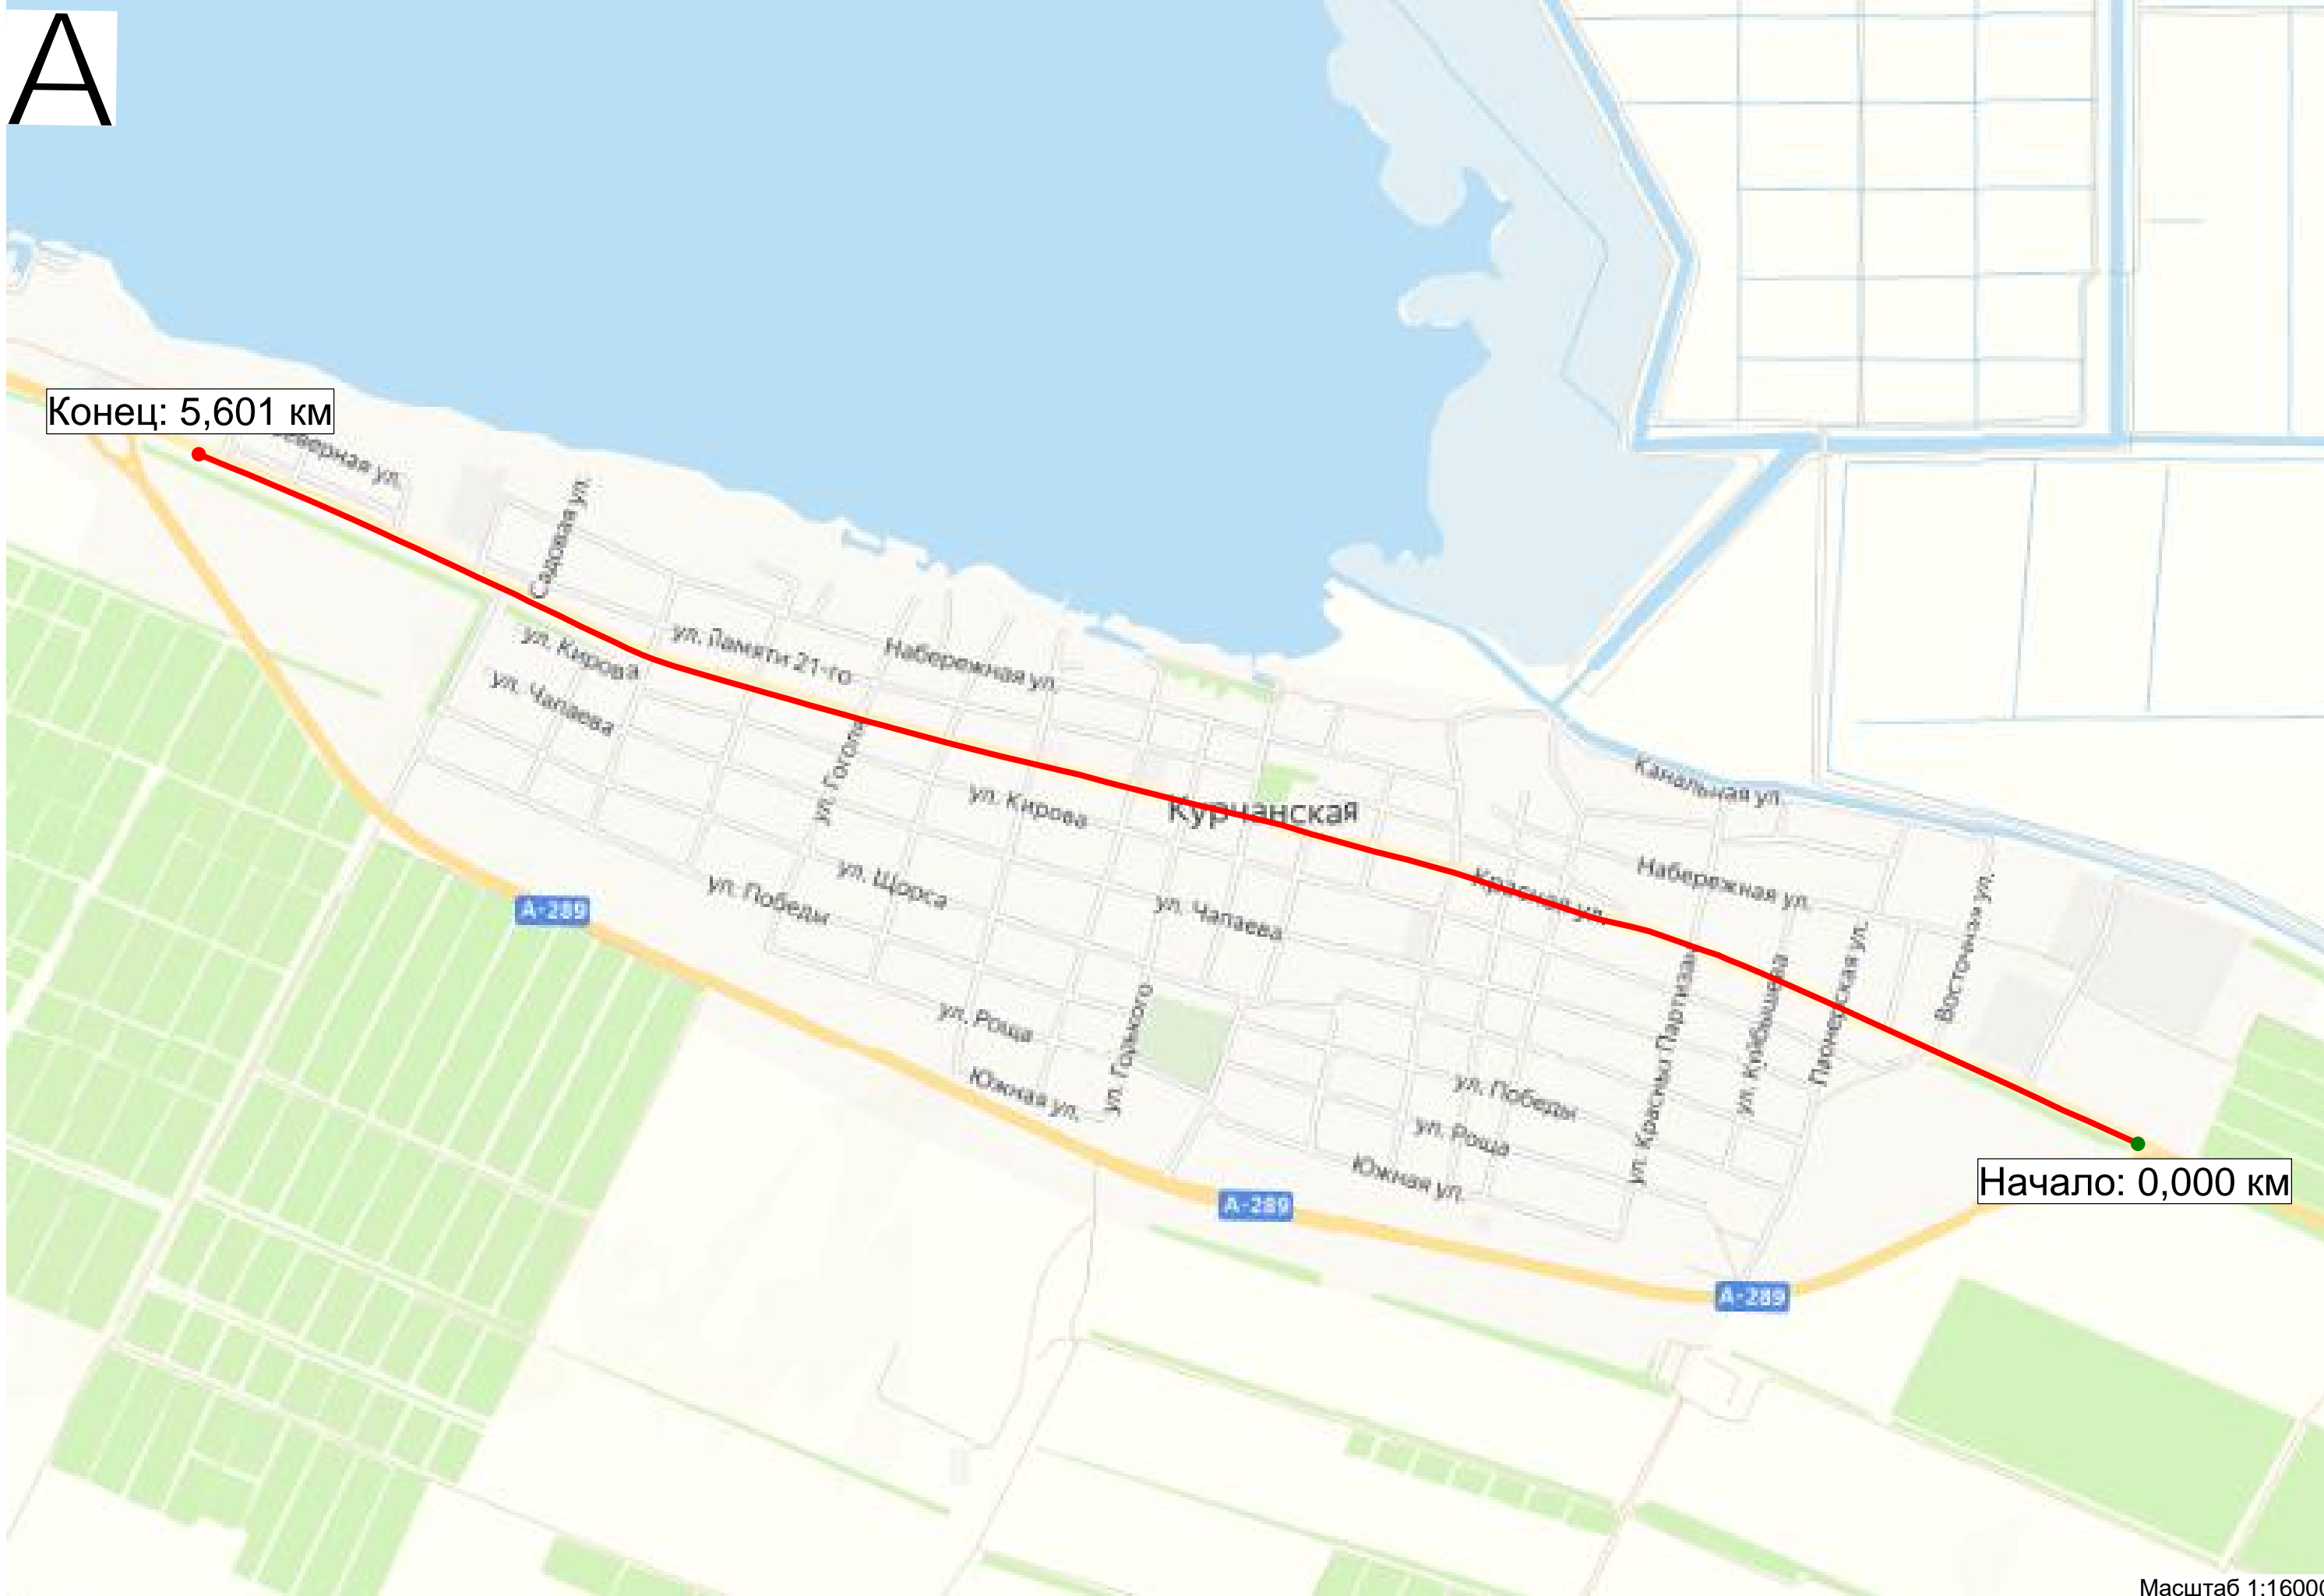 А
Конец: 5,601 км
Северная ул.
Садовая ул.
ул. Памяти 21-го
Набережная ул.
ул. Кирова
ул. Чапаева
ул. Гоголя
ул. Кирова
Курчанская
Канальная ул.
Набережная ул.
Красная ул.
ул. Щорса
ул. Победы
А-289
ул. Чапаева
Восточная ул.
Пионерская ул.
ул. Куйбышева
ул. Красных Партизан
ул. Роща
ул. Горького
Южная ул.
ул. Победы
ул. Роща
Южная ул.
Начало: 0,000 км
А-289
А-289
Масштаб 1:16000